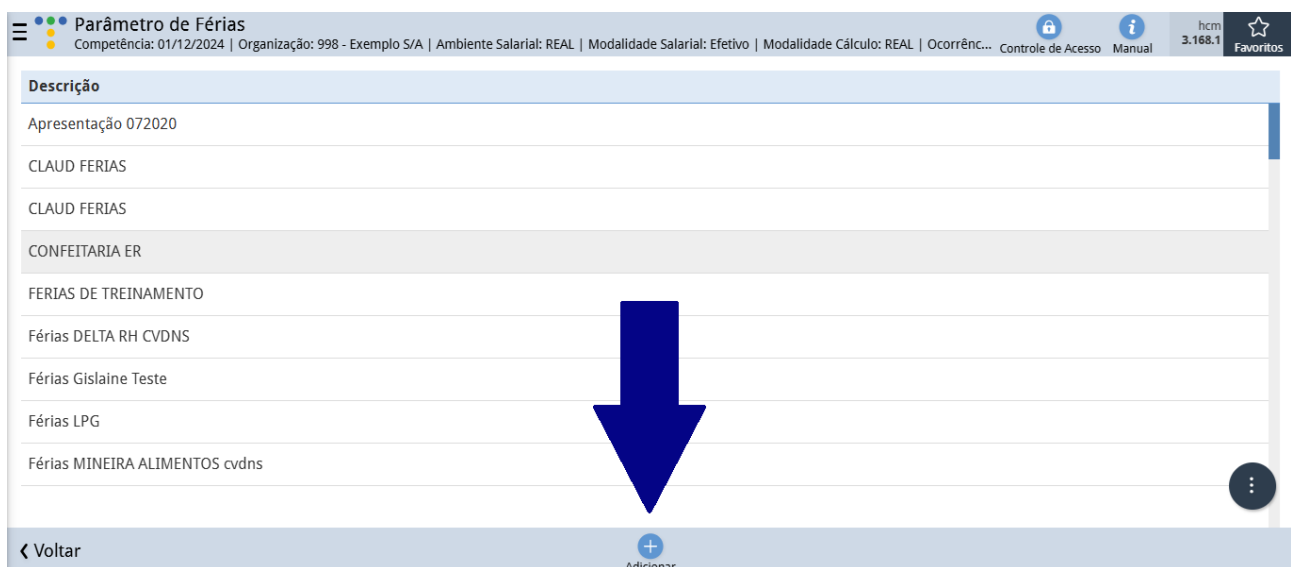 Parâmetro de Férias
Competência: 01/12/2024 | Organização: 998 - Exemplo S/A | Ambiente Salarial: REAL | Modalidade Salarial: Efetivo | Modalidade Cálculo: REAL | Ocorrênc...
Controle de Acesso
Manual
hcm
3.168.1
Favoritos
Descrição
Apresentação 072020
CLAUD FERIAS
CLAUD FERIAS
CONFEITARIA ER
FERIAS DE TREINAMENTO
Férias DELTA RH CVDNS
Férias Gislaine Teste
Férias LPG
Férias MINEIRA ALIMENTOS cvdns
Voltar
Adicionar